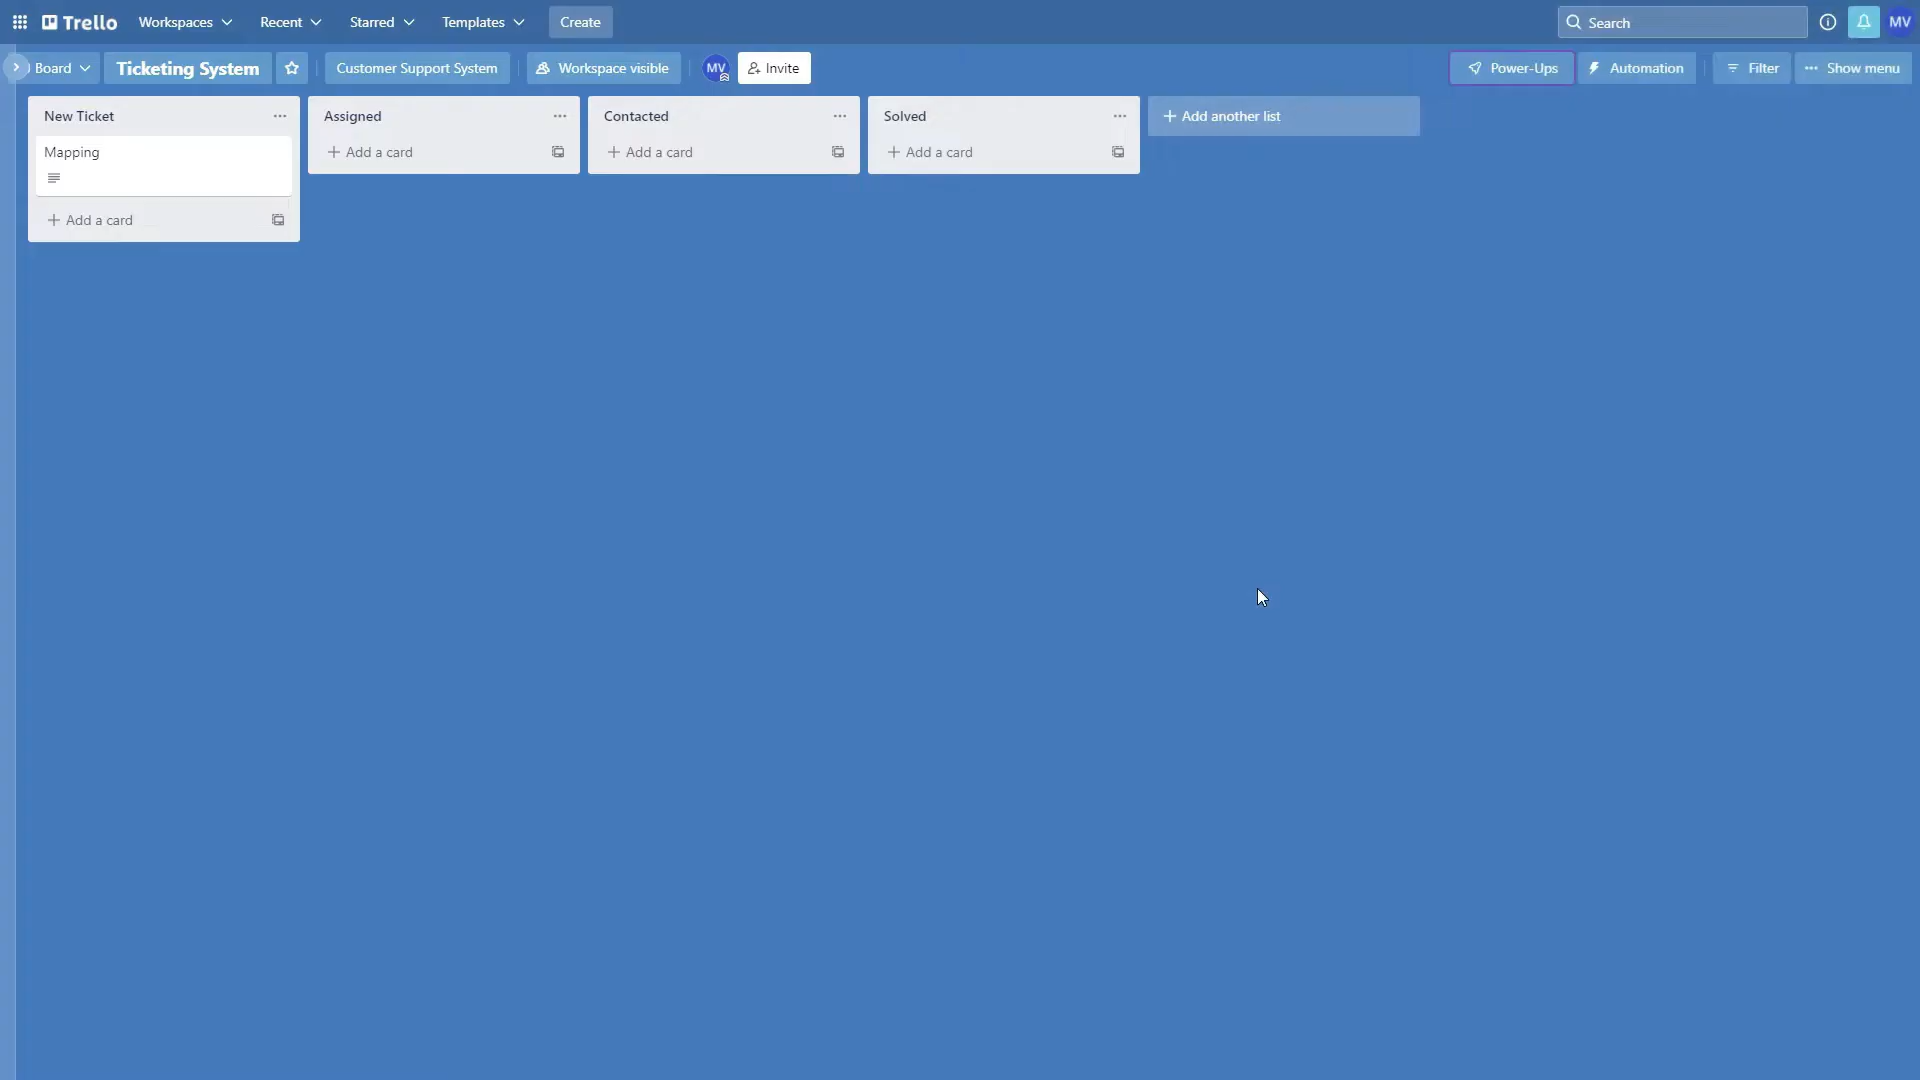 Trello Workspaces Recent Starred Templates Create Search MV
Board Ticketing System Customer Support System Workspace visible MV Invite Power-Ups Automation Filter Show menu
New Ticket Assigned Contacted Solved + Add another list
Mapping + Add a card + Add a card + Add a card
+ Add a card